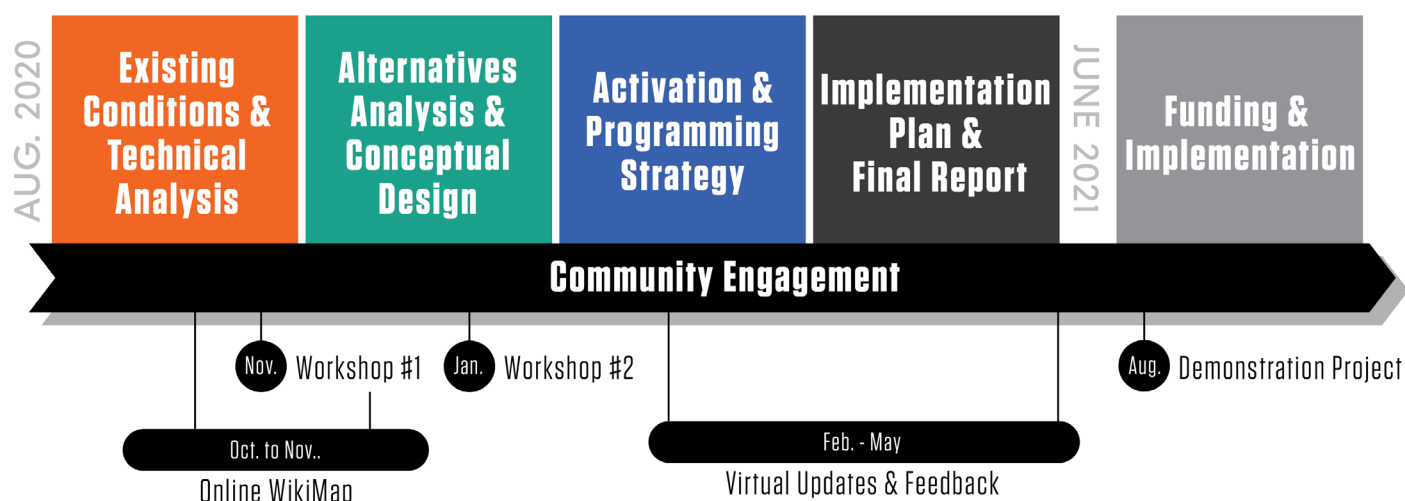 AUG. 2020
Existing
Conditions &
Technical
Analysis
Alternatives
Analysis &
Conceptual
Design
Activation &
Programming
Strategy
Implementation
Plan &
Final Report
JUNE 2021
Funding &
Implementation
Community Engagement
Nov.
Workshop #1
Jan.
Workshop #2
Aug.
Demonstration Project
Oct. to Nov..
Online WikiMap
Feb. - May
Virtual Updates & Feedback